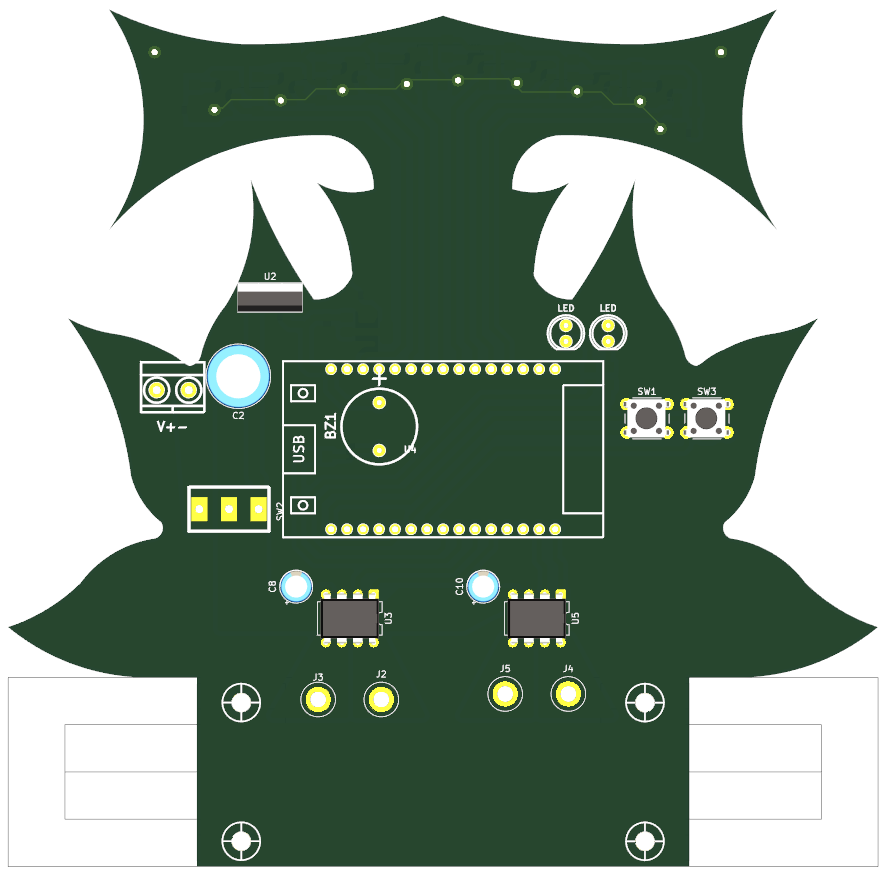 U2
LED LED
+
C2
SW1 SW3
BZ1
V+-
USB
U4
SW2
C8
C10
+
+
U3
U5
J3 J2
J5 J4